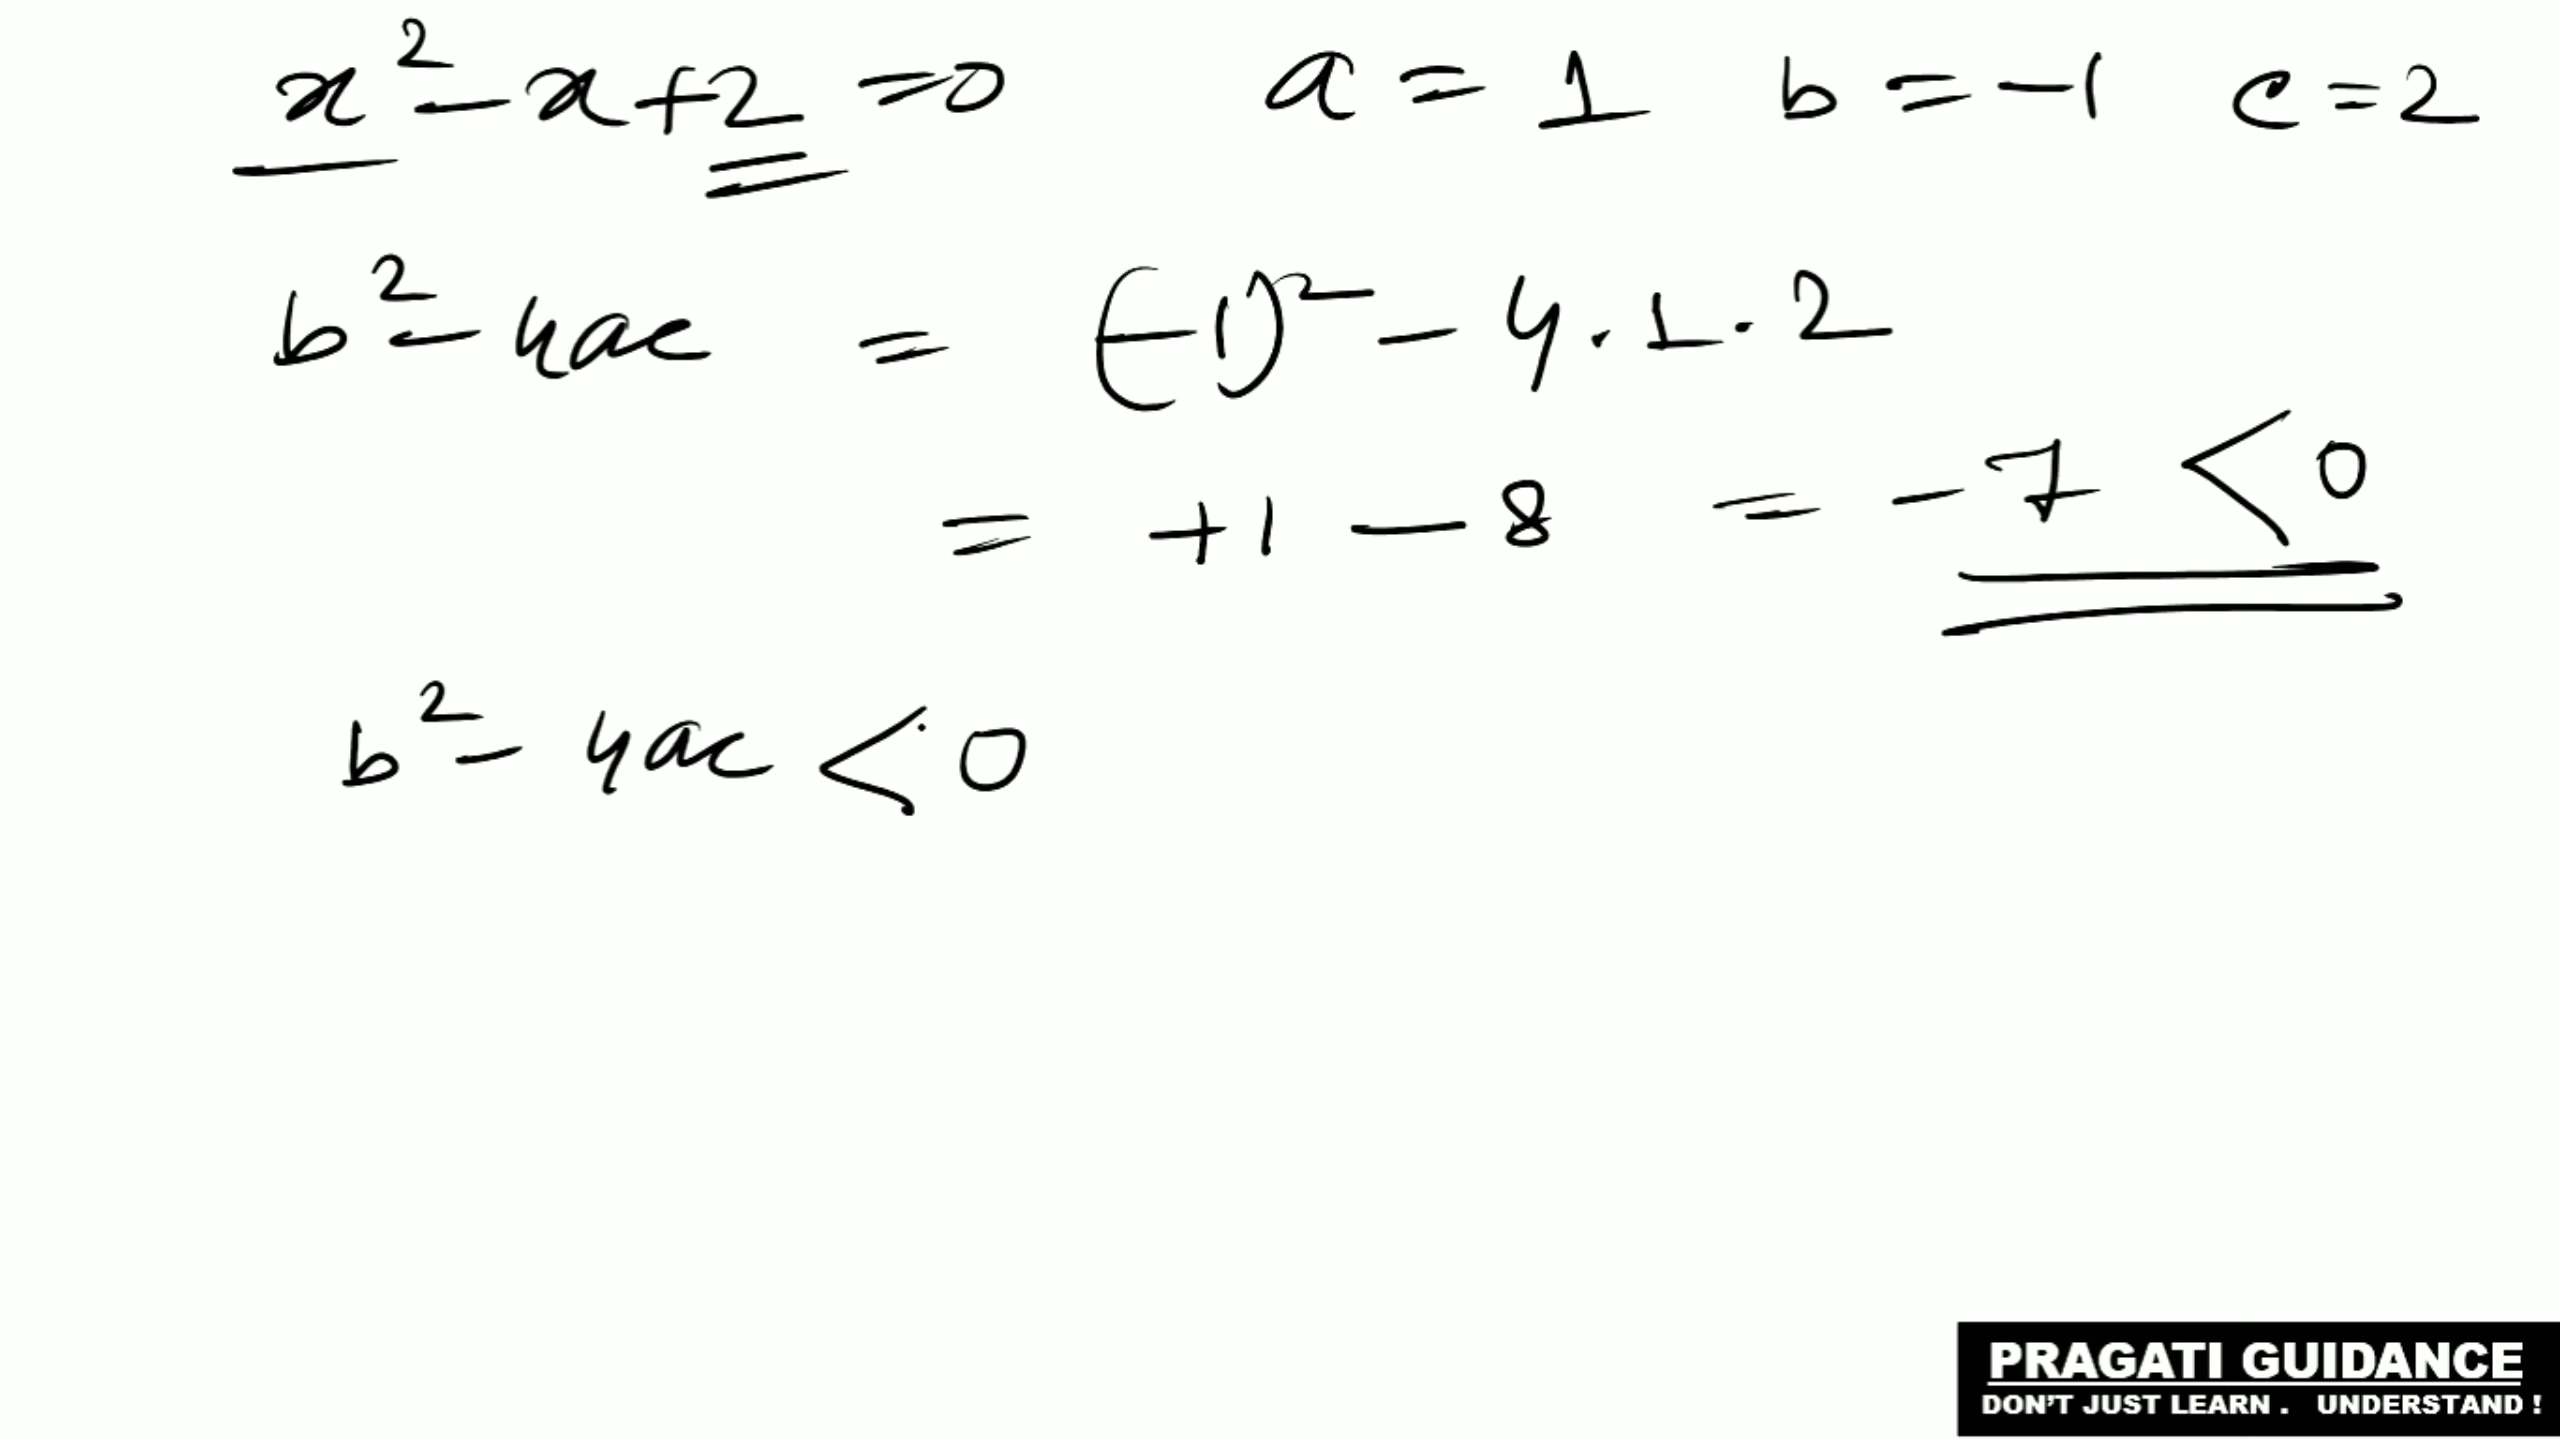 x² - x + 2 = 0 a = 1 b = -1 c = 2
b² - 4ac = (-1)² - 4 . 1 . 2
= +1 - 8 = -7 < 0
b² - 4ac < 0
PRAGATI GUIDANCE
DON'T JUST LEARN . UNDERSTAND !